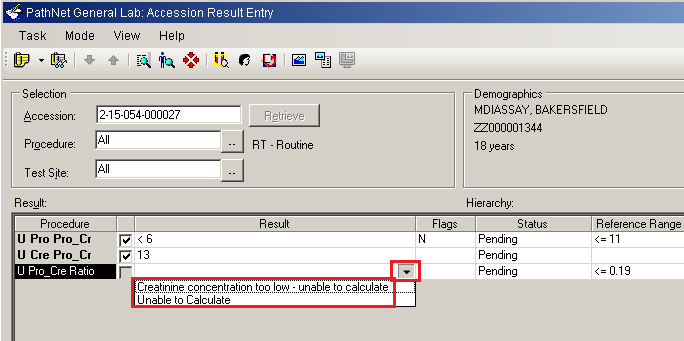 PathNet General Lab: Accession Result Entry
Task Mode View Help
Selection
Accession: 2-15-054-000027 Retrieve
Procedure: All .. RT - Routine
Test Site: All ..
Demographics
MDIASSAY, BAKERSFIELD
ZZ000001344
18 years
Result: Hierarchy:
Procedure Result Flags Status Reference Range
U Pro Pro_Cr < 6 N Pending <= 11
U Cre Pro_Cr 13 Pending
U Pro_Cre Ratio Pending <= 0.19
Creatinine concentration too low - unable to calculate
Unable to Calculate